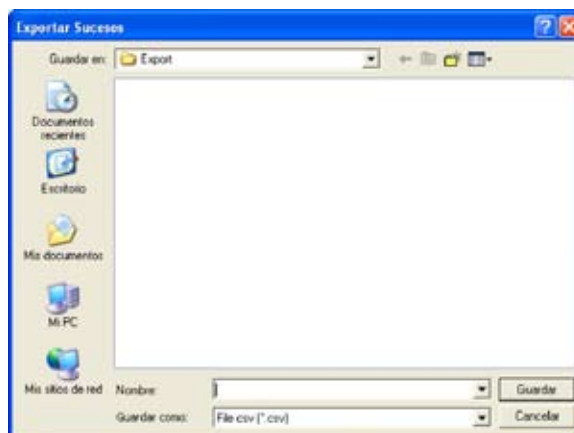 Exportar Sucesos
Guardar en:
Export
Documentos
recientes
Escritorio
Mis documentos
Mi PC
Mis sitios de red
Nombre:
Guardar
Guardar como:
File csv (*.csv)
Cancelar